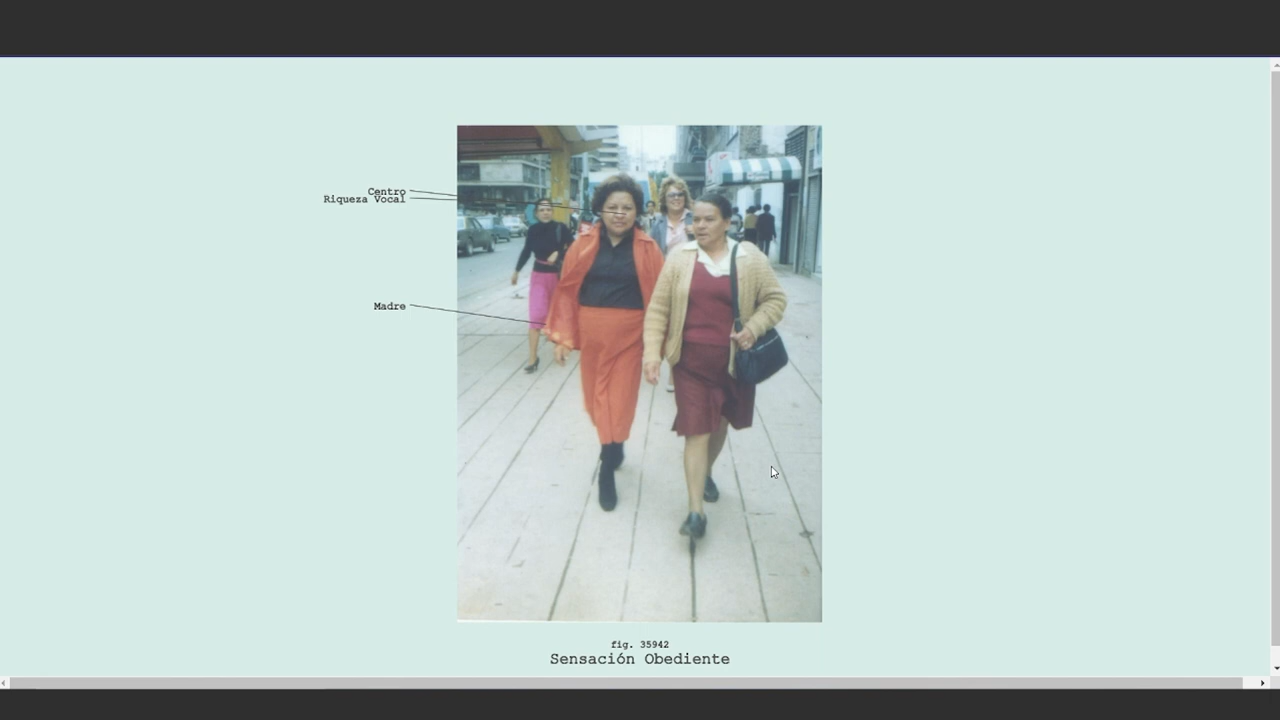 Centro
Riqueza Vocal
Madre
fig. 35942
Sensación Obediente